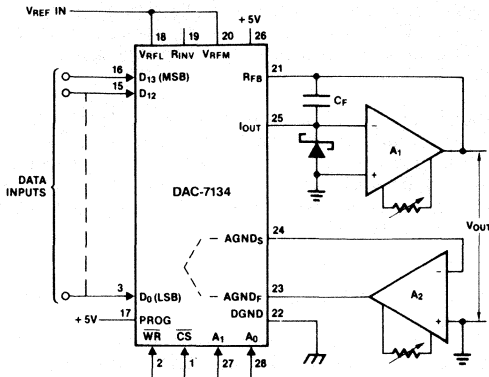 VREF IN
+ 5V
18
19
20
26
VRFL
RINV
VRFM
16
D13 (MSB)
RFB
21
15
D12
CF
IOUT
25
A1
DATA
INPUTS
DAC-7134
VOUT
AGNDS
24
3
D0 (LSB)
AGNDF
23
A2
+ 5V
17
PROG
DGND
22
WR
CS
A1
A0
2
1
27
28